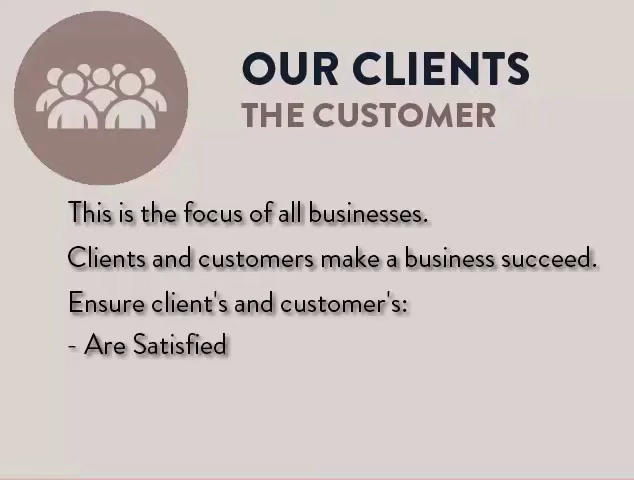 OUR CLIENTS
THE CUSTOMER
This is the focus of all businesses.
Clients and customers make a business succeed.
Ensure client's and customer's:
- Are Satisfied